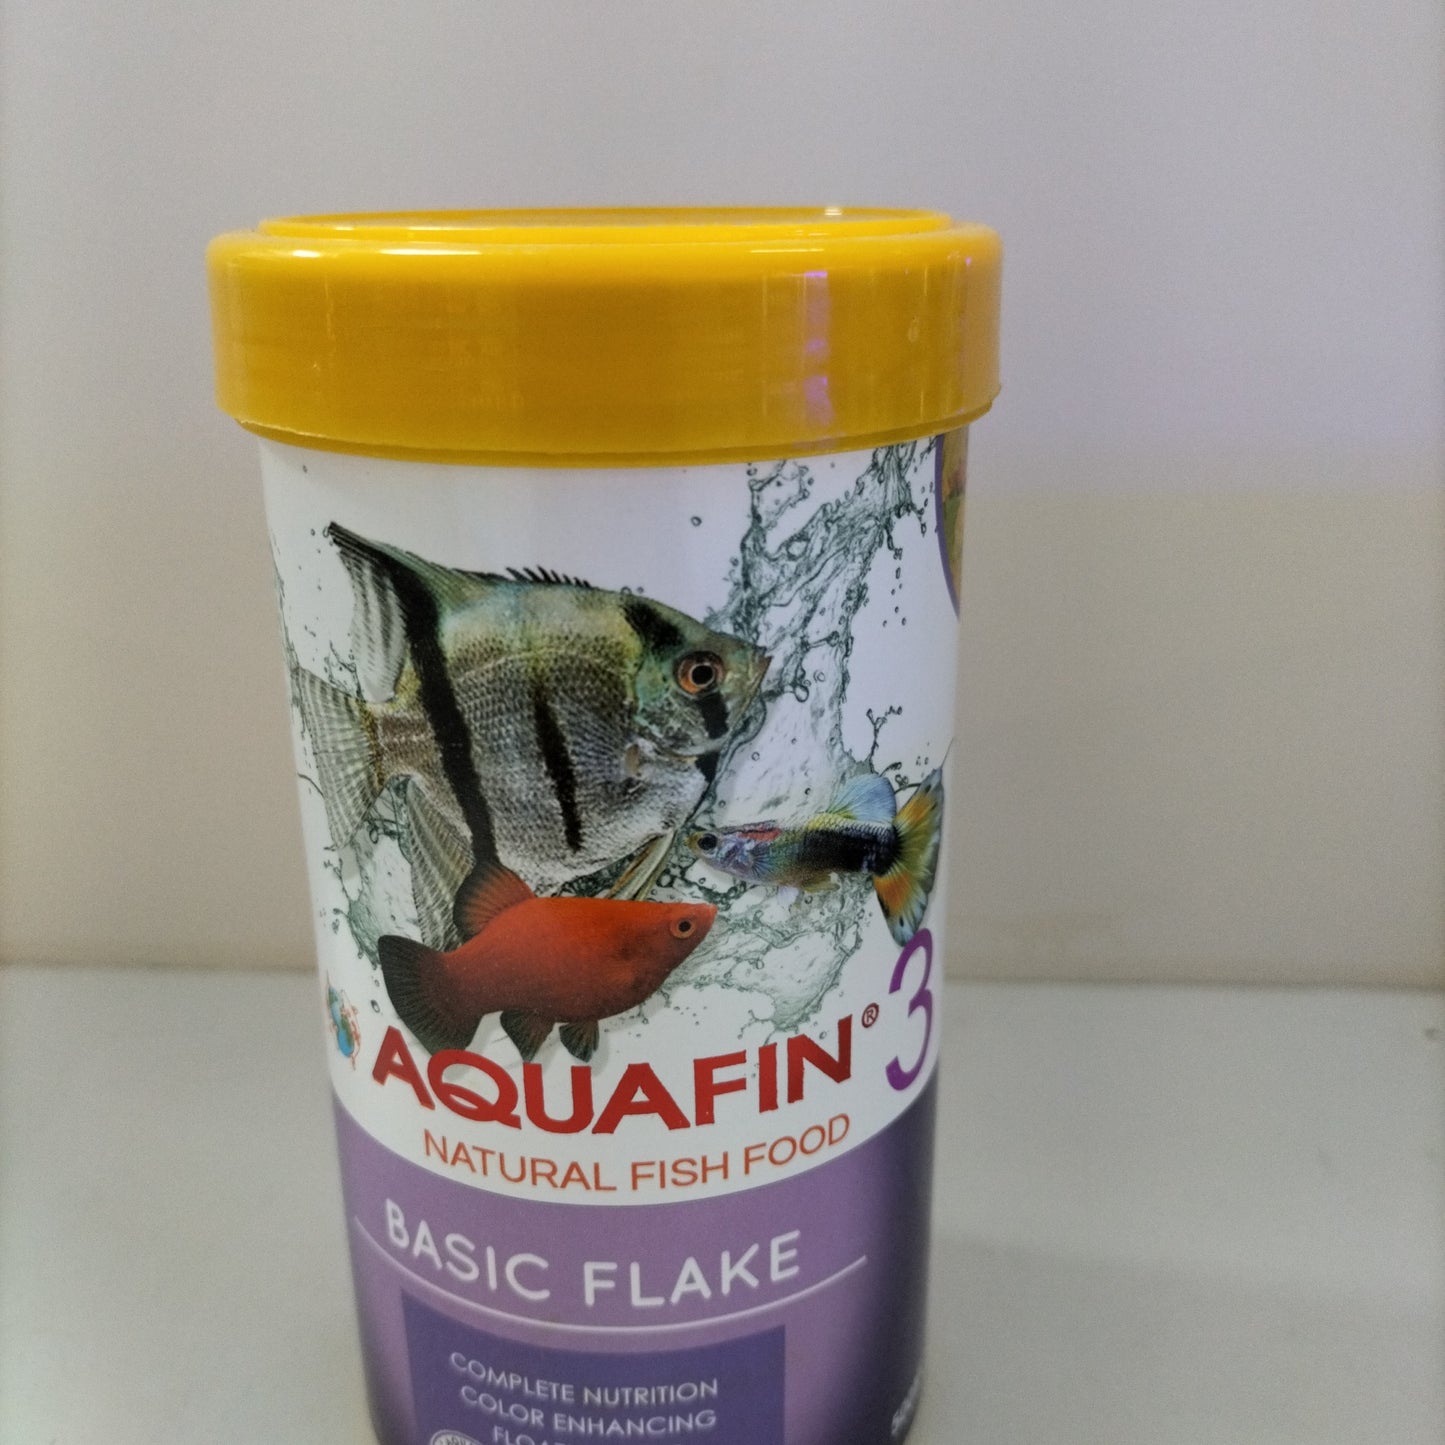 AQUAFIN® 3
NATURAL FISH FOOD
BASIC FLAKE
COMPLETE NUTRITION
COLOR ENHANCING